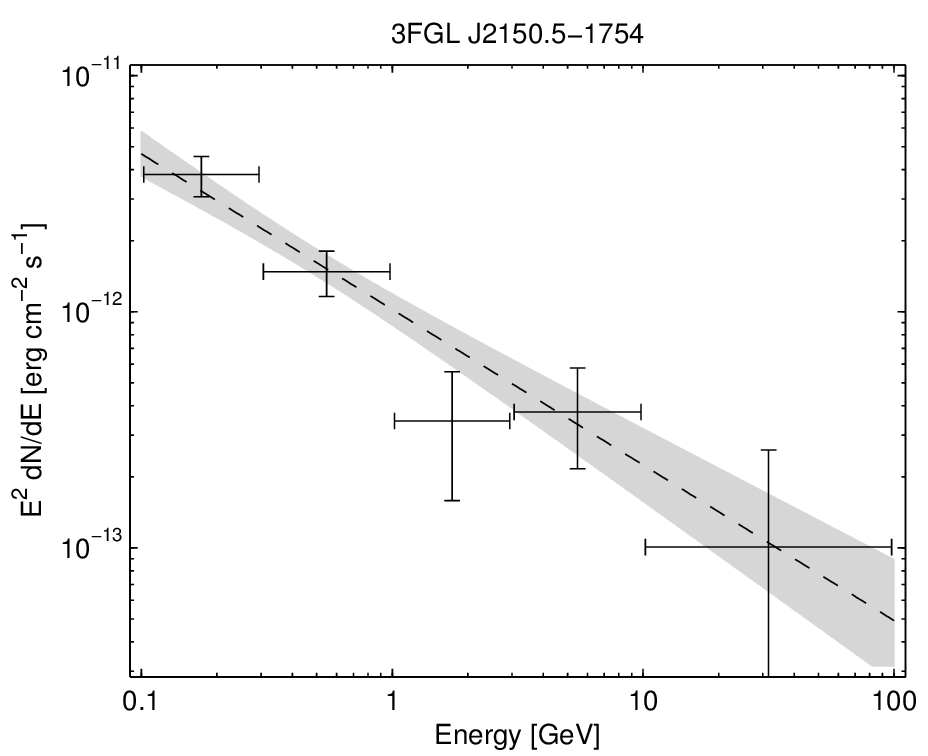 3FGL J2150.5−1754
10⁻¹¹
10⁻¹²
10⁻¹³
E² dN/dE [erg cm⁻² s⁻¹]
0.1 1 10 100
Energy [GeV]